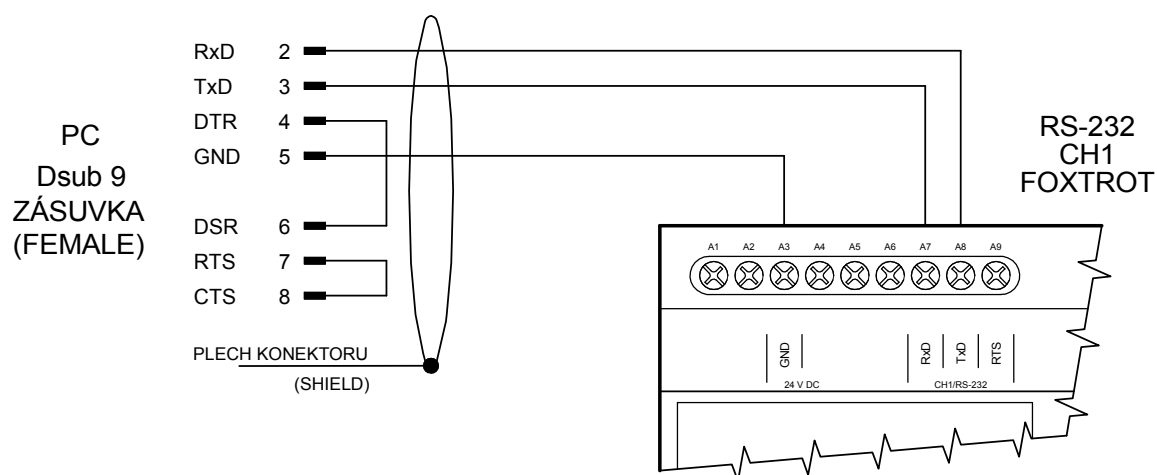 PC
Dsub 9
ZÁSUVKA
(FEMALE)
RxD 2
TxD 3
DTR 4
GND 5
DSR 6
RTS 7
CTS 8
PLECH KONEKTORU
(SHIELD)
RS-232
CH1
FOXTROT
A1 A2 A3 A4 A5 A6 A7 A8 A9
GND RxD TxD RTS
24 V DC CH1/RS-232